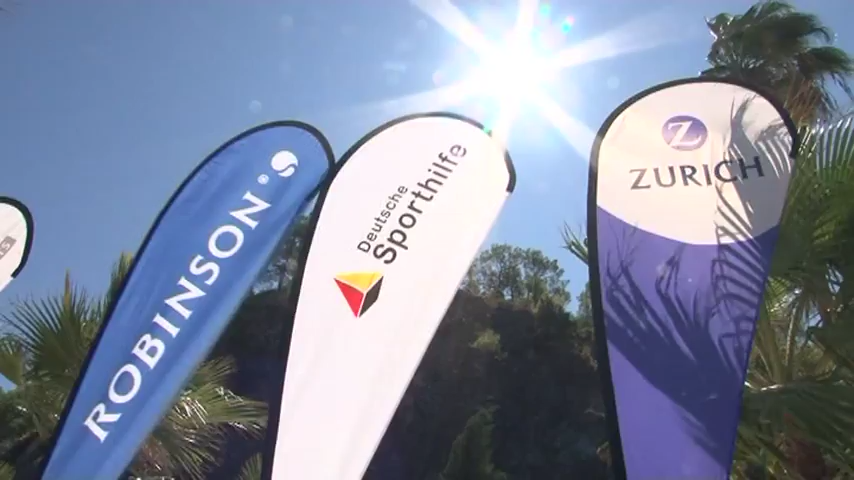 ROBINSON®
Deutsche
Sporthilfe
Z
ZURICH